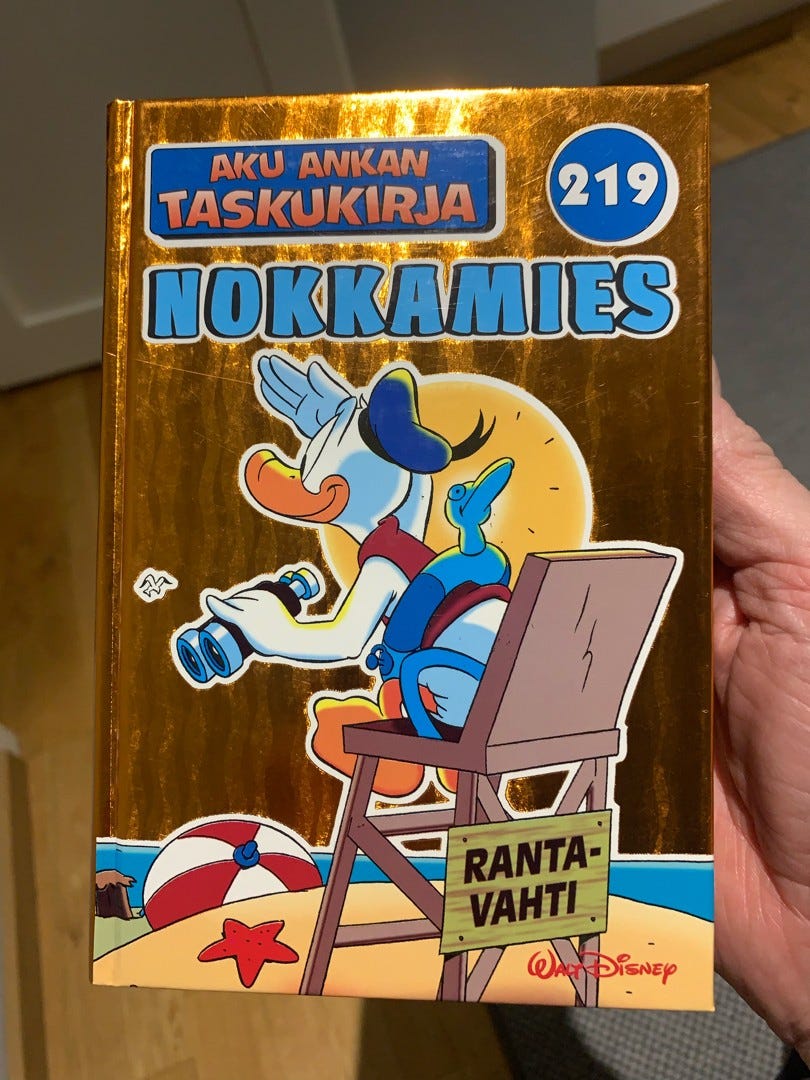 AKU ANKAN
TASKUKIRJA
219
NOKKAMIES
RANTA-
VAHTI
WALT DISNEY